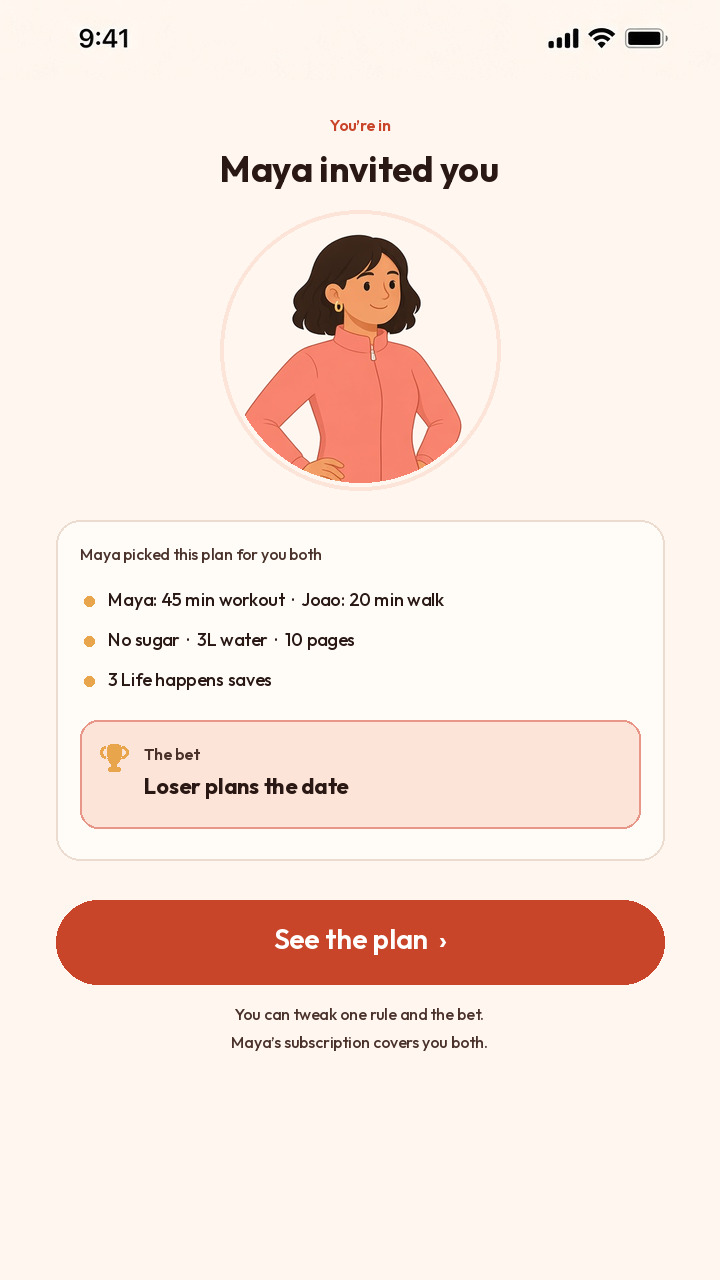 9:41
You're in
Maya invited you
Maya picked this plan for you both
Maya: 45 min workout · Joao: 20 min walk
No sugar · 3L water · 10 pages
3 Life happens saves
The bet
Loser plans the date
See the plan ›
You can tweak one rule and the bet.
Maya's subscription covers you both.